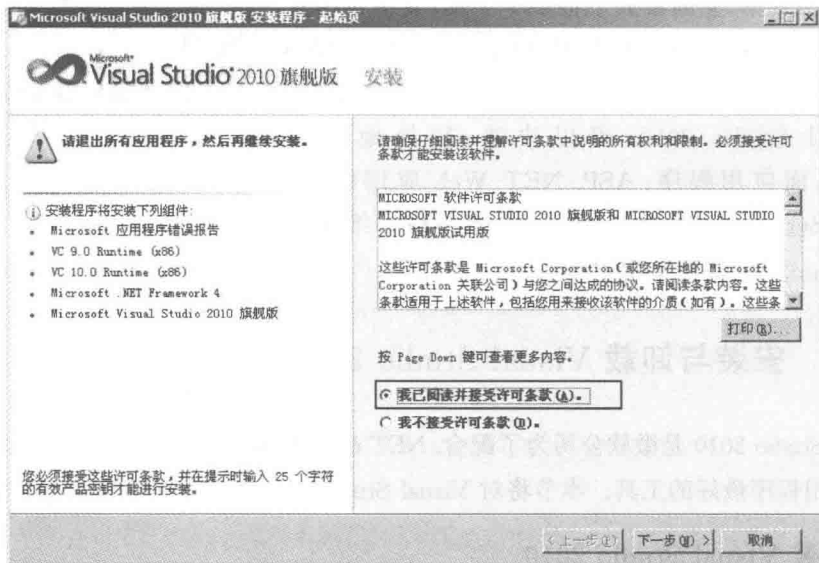 Microsoft Visual Studio 2010 旗舰版 安装程序 - 起始页
Microsoft
Visual Studio 2010 旗舰版 安装
请退出所有应用程序，然后再继续安装。
安装程序将安装下列组件:
Microsoft 应用程序错误报告
VC 9.0 Runtime (x86)
VC 10.0 Runtime (x86)
Microsoft .NET Framework 4
Microsoft Visual Studio 2010 旗舰版
您必须接受这些许可条款，并在提示时输入 25 个字符
的有效产品密钥才能进行安装。
请确保仔细阅读并理解许可条款中说明的所有权利和限制。必须接受许可
条款才能安装该软件。
MICROSOFT 软件许可条款
MICROSOFT VISUAL STUDIO 2010 旗舰版和 MICROSOFT VISUAL STUDIO
2010 旗舰版试用版
这些许可条款是 Microsoft Corporation(或您所在地的 Microsoft
Corporation 关联公司)与您之间达成的协议。请阅读条款内容。这些
条款适用于上述软件，包括您用来接收该软件的介质(如有)。这些条
打印(R)...
按 Page Down 键可查看更多内容。
我已阅读并接受许可条款(A)。
我不接受许可条款(D)。
<上一步(P)
下一步(N) >
取消